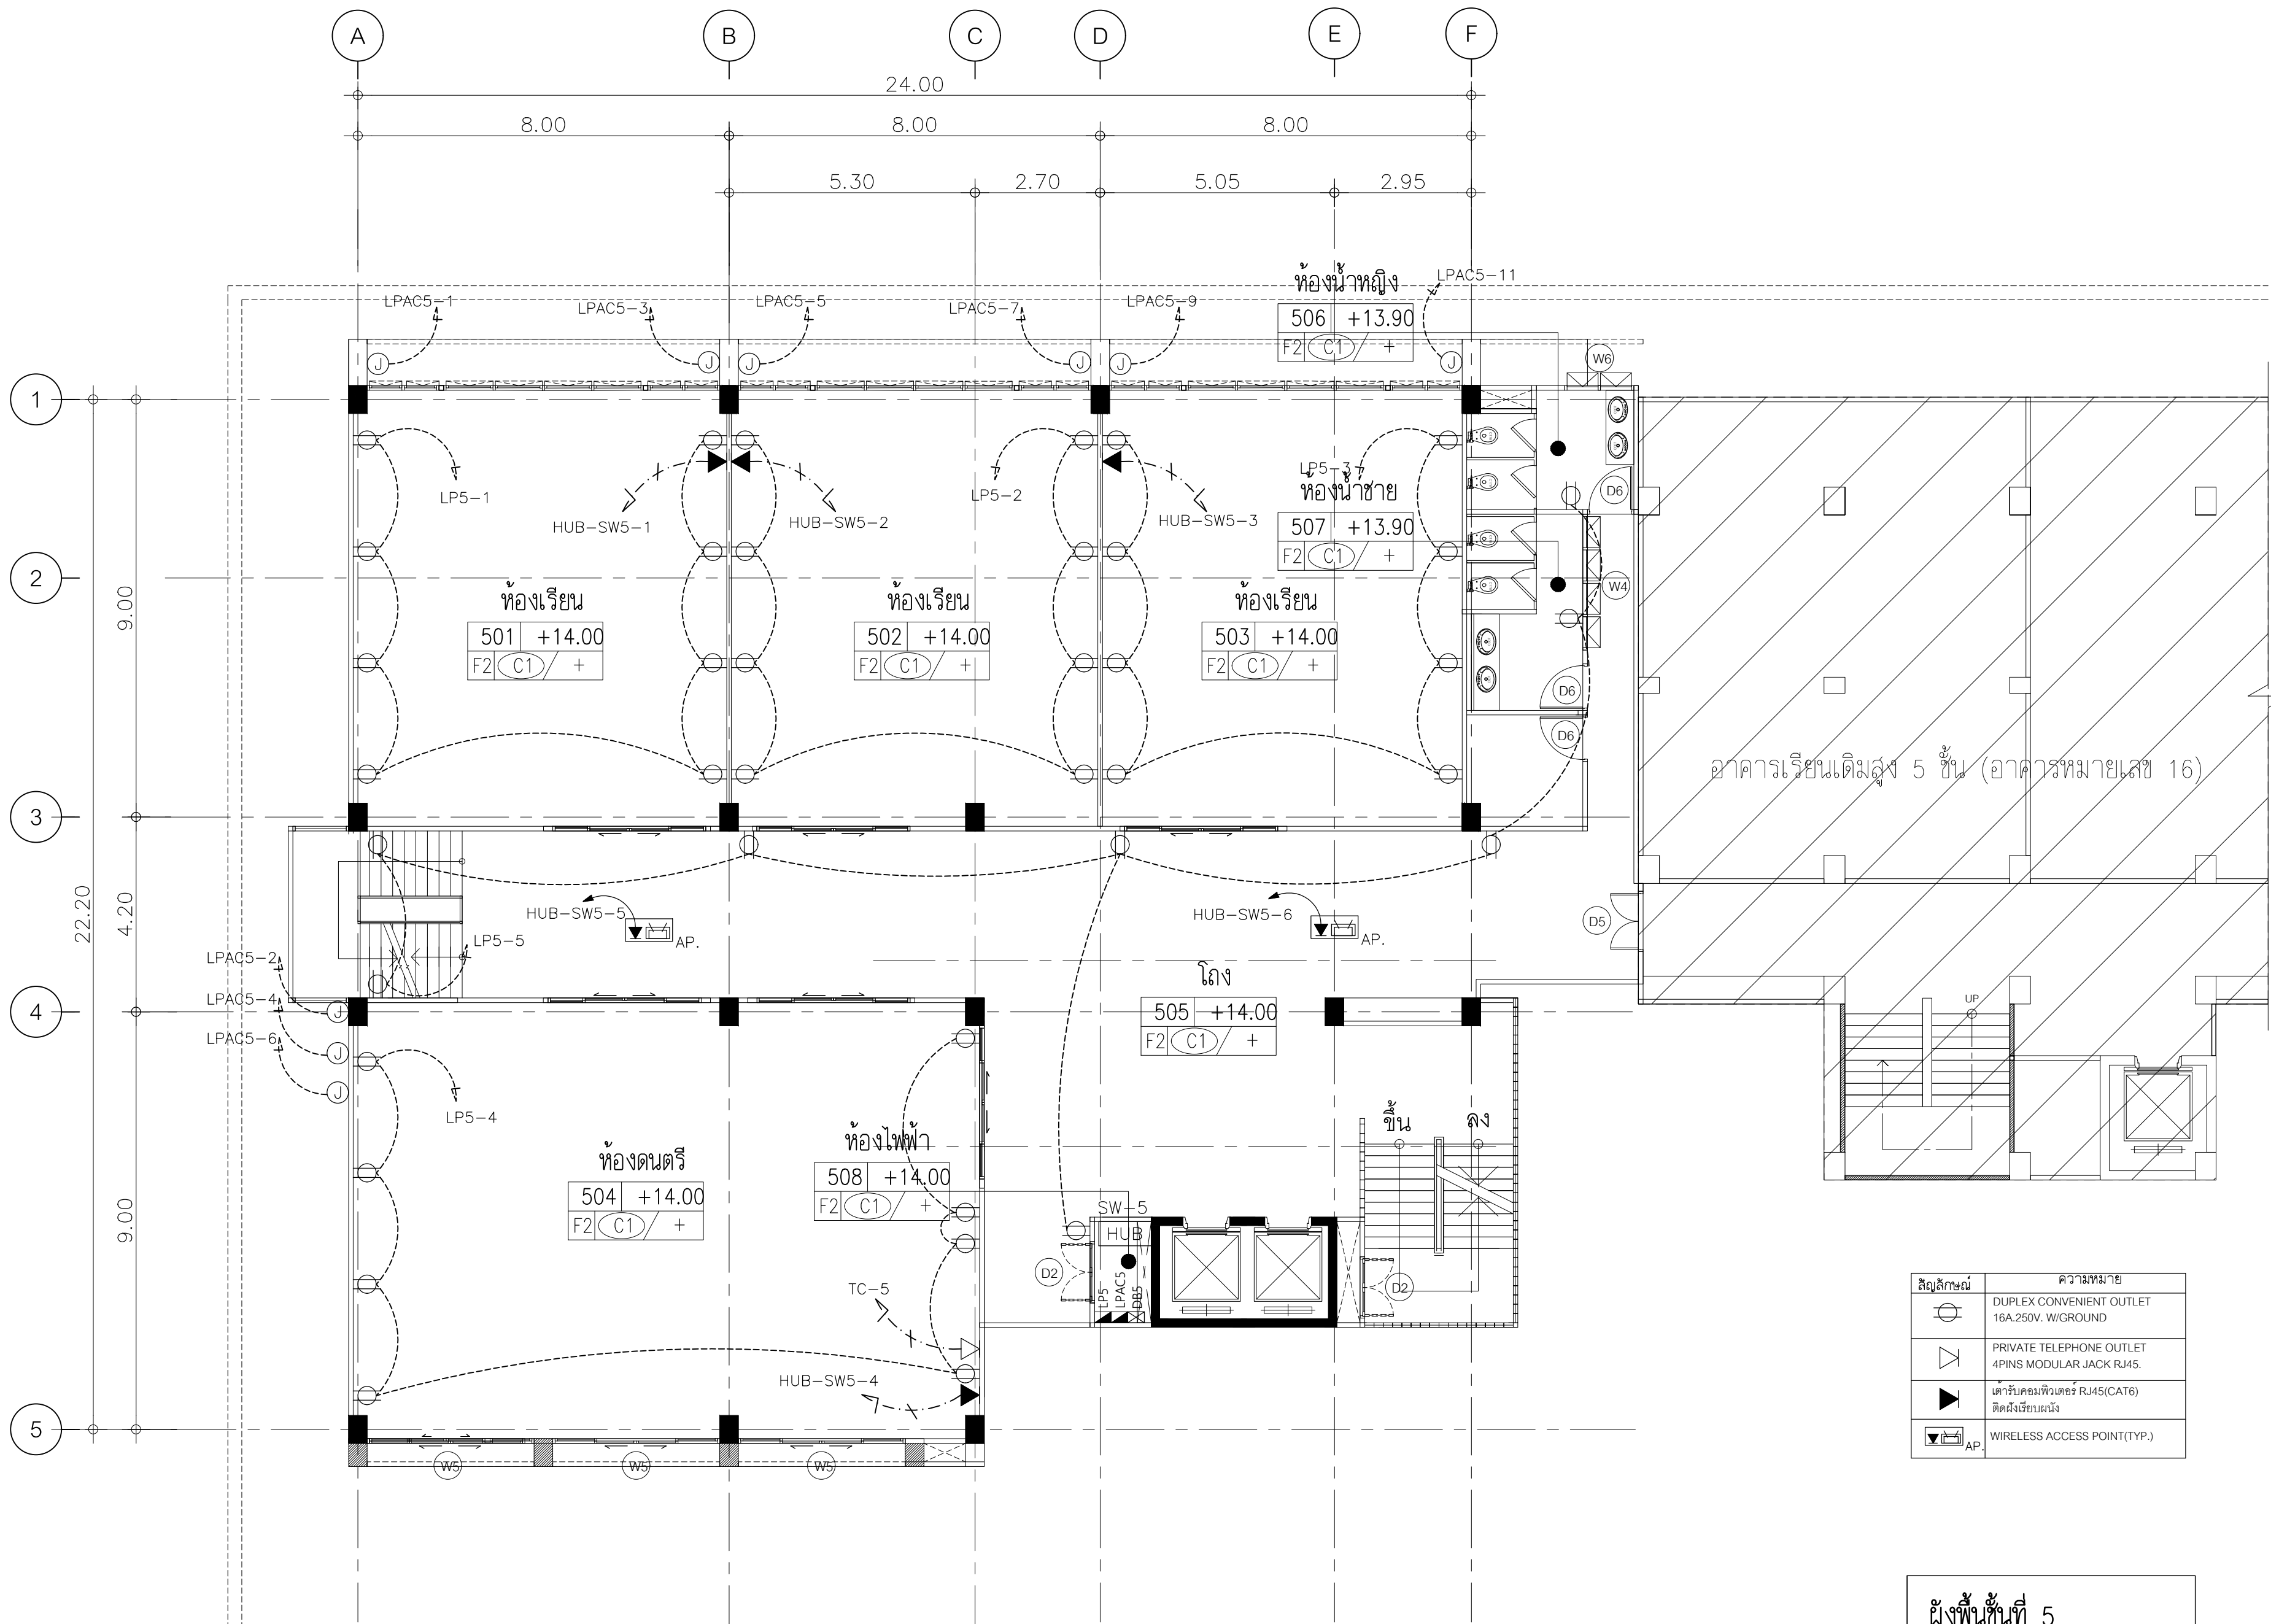 A B C D E F
24.00
8.00 8.00 8.00
5.30 2.70 5.05 2.95
ห้องน้ำหญิง LPAC5-11
LPAC5-1 LPAC5-3 LPAC5-5 LPAC5-7 LPAC5-9
506 +13.90
F2 C1 +
J J J J J J
W6
1
LP5-1 LP5-2 LP5-3
ห้องน้ำชาย
D6
HUB-SW5-1 HUB-SW5-2 HUB-SW5-3
507 +13.90
F2 C1 +
2
W4
9.00
ห้องเรียน ห้องเรียน ห้องเรียน
501 +14.00 502 +14.00 503 +14.00
F2 C1 + F2 C1 + F2 C1 +
D6
D6
อาคารเรียนเดิมสูง 5 ชั้น (อาคารหมายเลข 16)
3
22.20
4.20
HUB-SW5-5 HUB-SW5-6
D5
AP. AP.
LP5-5
LPAC5-2
โถง
LPAC5-4
J
4
505 +14.00
F2 C1 +
UP
LPAC5-6
J
J
LP5-4
ขึ้น ลง
ห้องดนตรี ห้องไฟฟ้า
504 +14.00
F2 C1 +
508 +14.00
F2 C1 +
9.00
SW-5
HUB
D2 D2
LP5
LPAC5
DB5
TC-5
HUB-SW5-4
5
W5 W5 W5
สัญลักษณ์ ความหมาย
DUPLEX CONVENIENT OUTLET
16A.250V. W/GROUND
PRIVATE TELEPHONE OUTLET
4PINS MODULAR JACK RJ45.
เต้ารับคอมพิวเตอร์ RJ45(CAT6)
ติดฝังเรียบผนัง
AP. WIRELESS ACCESS POINT(TYP.)
ผังพื้นชั้นที่ 5